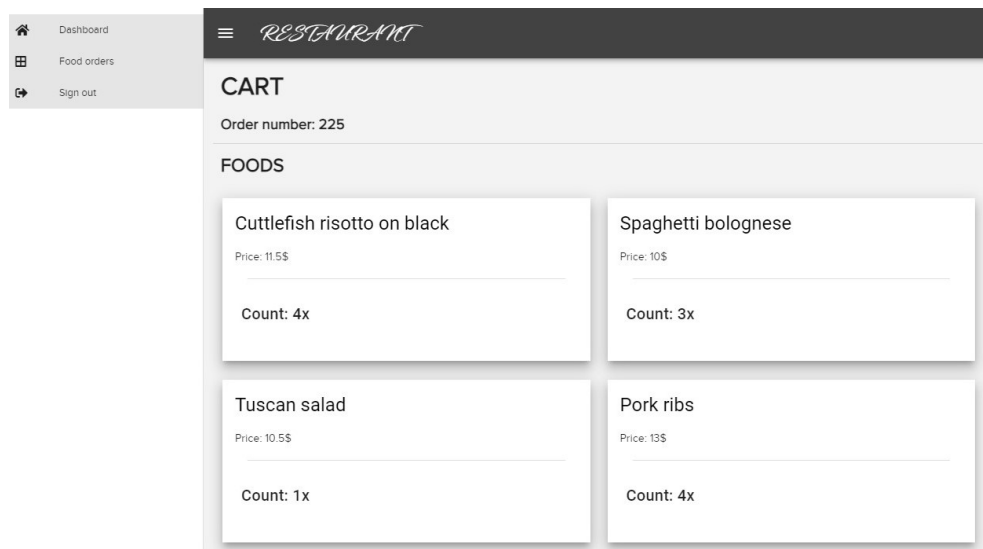 Dashboard
Food orders
Sign out
RESTAURANT
CART
Order number: 225
FOODS
Cuttlefish risotto on black
Price: 11.5$
Count: 4x
Spaghetti bolognese
Price: 10$
Count: 3x
Tuscan salad
Price: 10.5$
Count: 1x
Pork ribs
Price: 13$
Count: 4x